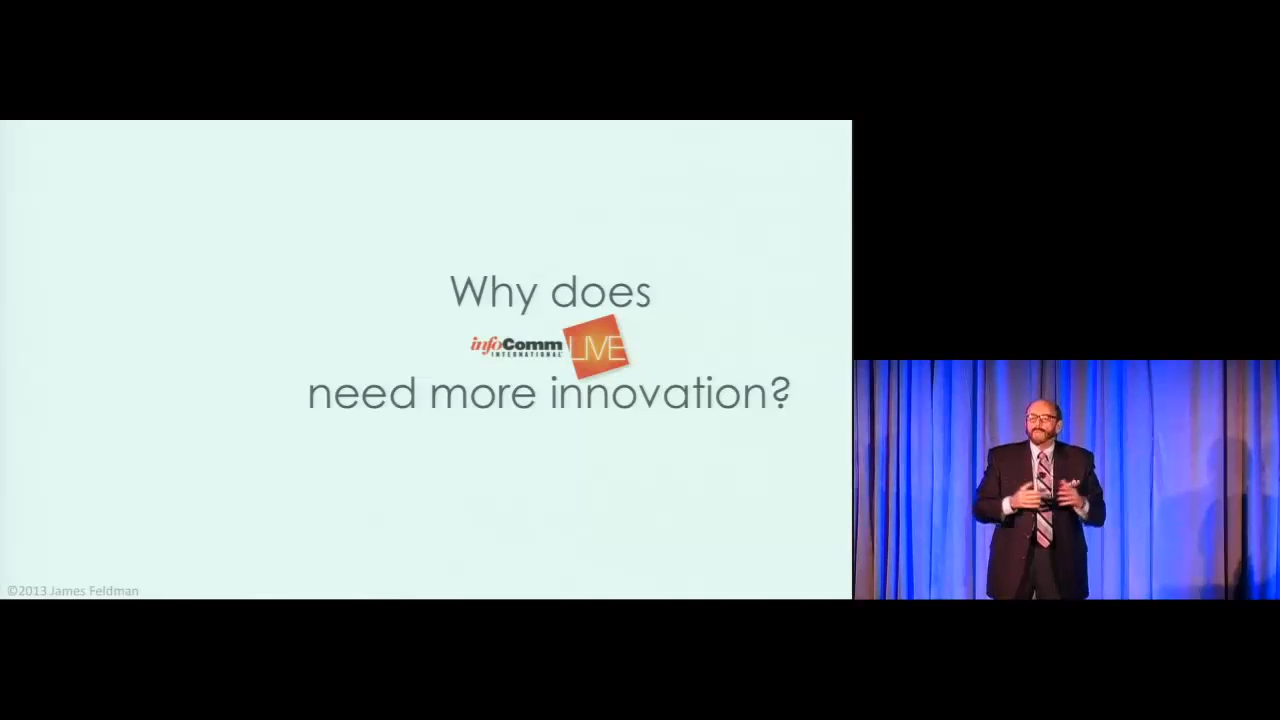 Why does
infoComm LIVE
INTERNATIONAL
need more innovation?
©2013 James Feldman